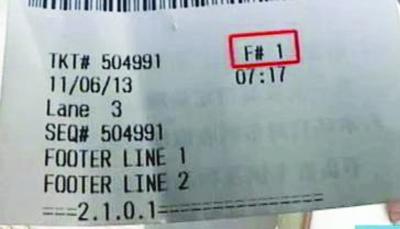 TKT# 504991 F# 1
11/06/13 07:17
Lane 3
SEQ# 504991
FOOTER LINE 1
FOOTER LINE 2
===2.1.0.1=====